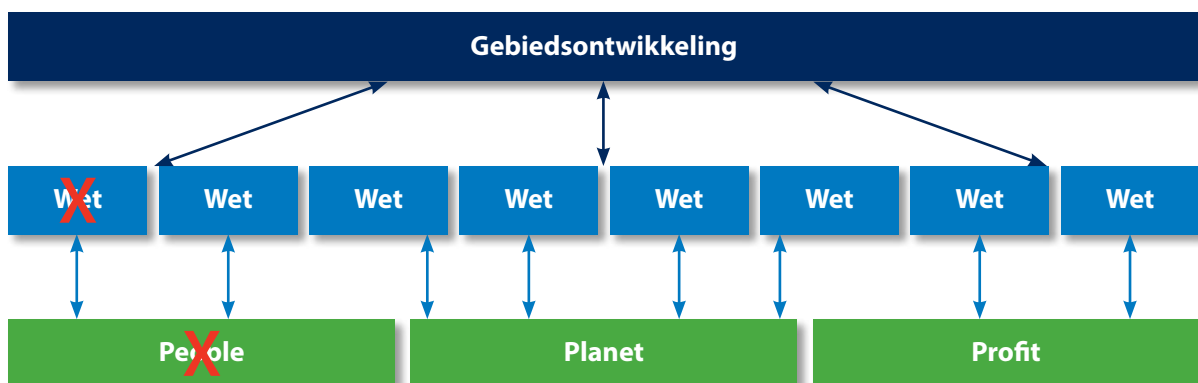 Gebiedsontwikkeling
Wet Wet Wet Wet Wet Wet Wet Wet
X
People Planet Profit
X